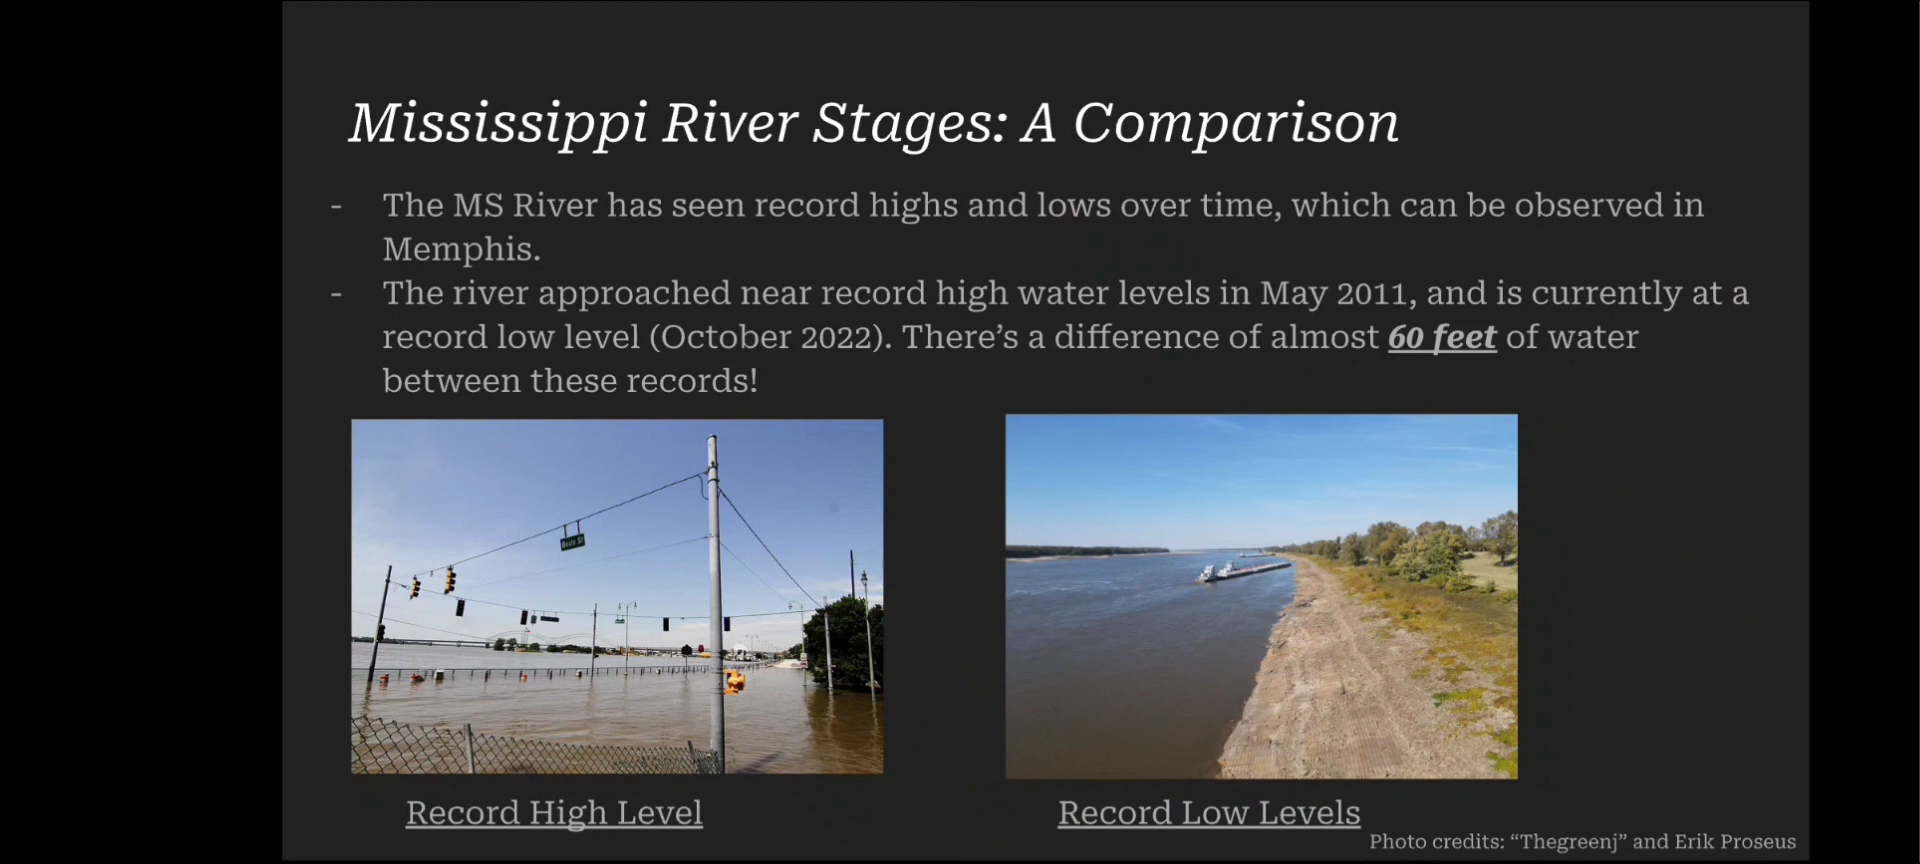 Mississippi River Stages: A Comparison
- The MS River has seen record highs and lows over time, which can be observed in
Memphis.
- The river approached near record high water levels in May 2011, and is currently at a
record low level (October 2022). There's a difference of almost 60 feet of water
between these records!
Beale St
Record High Level
Record Low Levels
Photo credits: “Thegreenj” and Erik Proseus